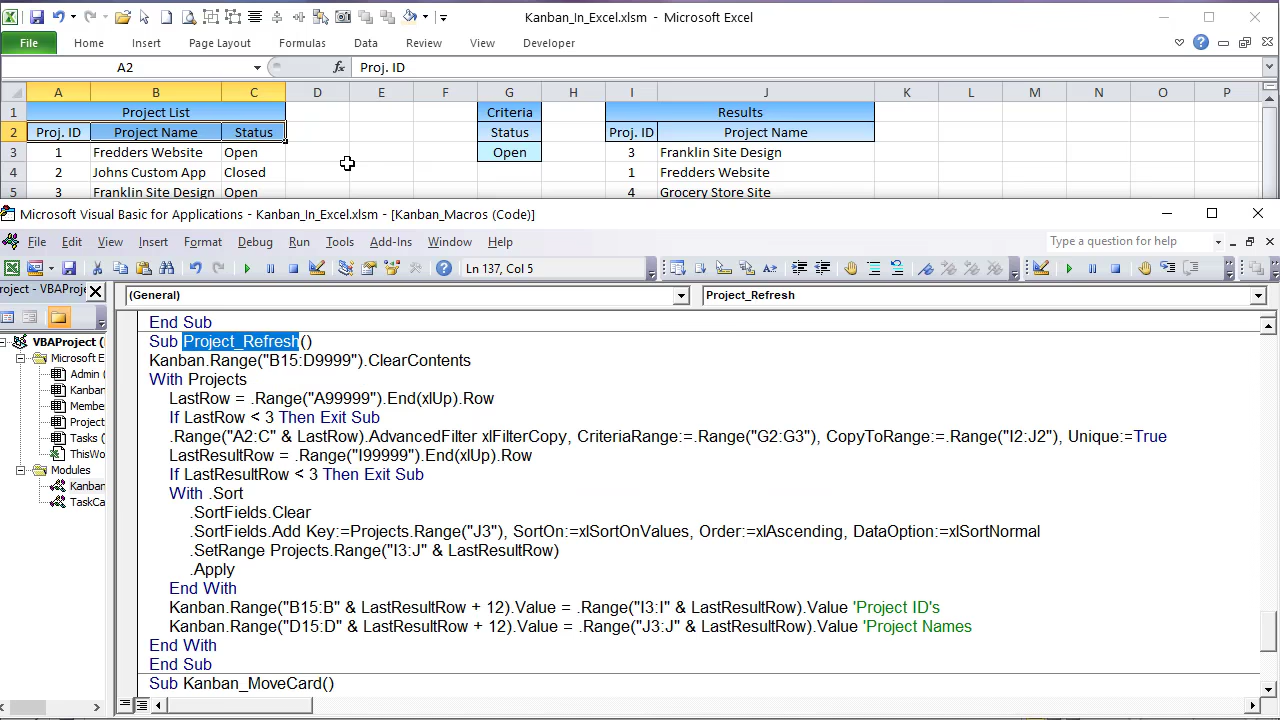 Kanban_In_Excel.xlsm - Microsoft Excel
File Home Insert Page Layout Formulas Data Review View Developer
A2 fx Proj. ID
A B C D E F G H I J K L M N O P
1 Project List Criteria Results
2 Proj. ID Project Name Status Status Proj. ID Project Name
3 1 Fredders Website Open Open 3 Franklin Site Design
4 2 Johns Custom App Closed 1 Fredders Website
5 3 Franklin Site Design Open 4 Grocery Store Site
Microsoft Visual Basic for Applications - Kanban_In_Excel.xlsm - [Kanban_Macros (Code)]
File Edit View Insert Format Debug Run Tools Add-Ins Window Help Type a question for help
Ln 137, Col 5
roject - VBAProje
(General) Project_Refresh
VBAProject (
Microsoft E
Admin (
Kanban
Membe
Project
Tasks (
ThisWo
Modules
Kanban
TaskCa
End Sub
Sub Project_Refresh()
Kanban.Range("B15:D9999").ClearContents
With Projects
LastRow = .Range("A99999").End(xlUp).Row
If LastRow < 3 Then Exit Sub
.Range("A2:C" & LastRow).AdvancedFilter xlFilterCopy, CriteriaRange:=.Range("G2:G3"), CopyToRange:=.Range("I2:J2"), Unique:=True
LastResultRow = .Range("I99999").End(xlUp).Row
If LastResultRow < 3 Then Exit Sub
With .Sort
.SortFields.Clear
.SortFields.Add Key:=Projects.Range("J3"), SortOn:=xlSortOnValues, Order:=xlAscending, DataOption:=xlSortNormal
.SetRange Projects.Range("I3:J" & LastResultRow)
.Apply
End With
Kanban.Range("B15:B" & LastResultRow + 12).Value = .Range("I3:I" & LastResultRow).Value 'Project ID's
Kanban.Range("D15:D" & LastResultRow + 12).Value = .Range("J3:J" & LastResultRow).Value 'Project Names
End With
End Sub
Sub Kanban_MoveCard()